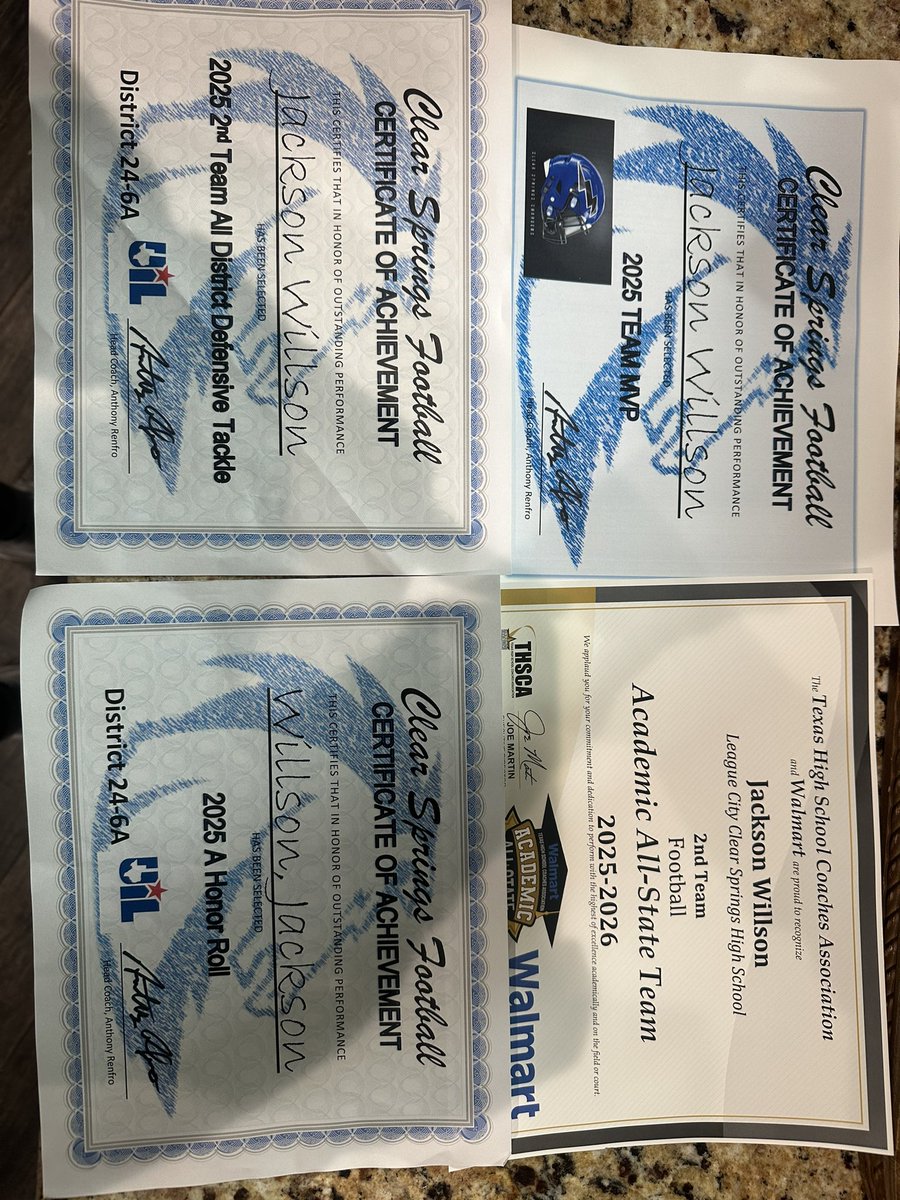 Clear Springs Football
CERTIFICATE OF ACHIEVEMENT
THIS CERTIFIES THAT IN HONOR OF OUTSTANDING PERFORMANCE
Jackson Willson
HAS BEEN SELECTED
2025 2nd Team All District Defensive Tackle
District 24-6A
UIL
Head Coach, Anthony Renfro
Clear Springs Football
CERTIFICATE OF ACHIEVEMENT
THIS CERTIFIES THAT IN HONOR OF OUTSTANDING PERFORMANCE
Jackson Willson
HAS BEEN SELECTED
2025 TEAM MVP
CLEAR SPRINGS CHARGERS
Head Coach, Anthony Renfro
Clear Springs Football
CERTIFICATE OF ACHIEVEMENT
THIS CERTIFIES THAT IN HONOR OF OUTSTANDING PERFORMANCE
Willson, Jackson
HAS BEEN SELECTED
2025 A Honor Roll
District 24-6A
UIL
Head Coach, Anthony Renfro
The Texas High School Coaches Association
and Walmart are proud to recognize
Jackson Willson
League City Clear Springs High School
2nd Team
Football
Academic All-State Team
2025-2026
We applaud you for your commitment and dedication to perform with the highest of excellence academically and on the field or court.
THSCA
JOE MARTIN
Walmart
ACADEMIC
ALL-STATE
Walmart